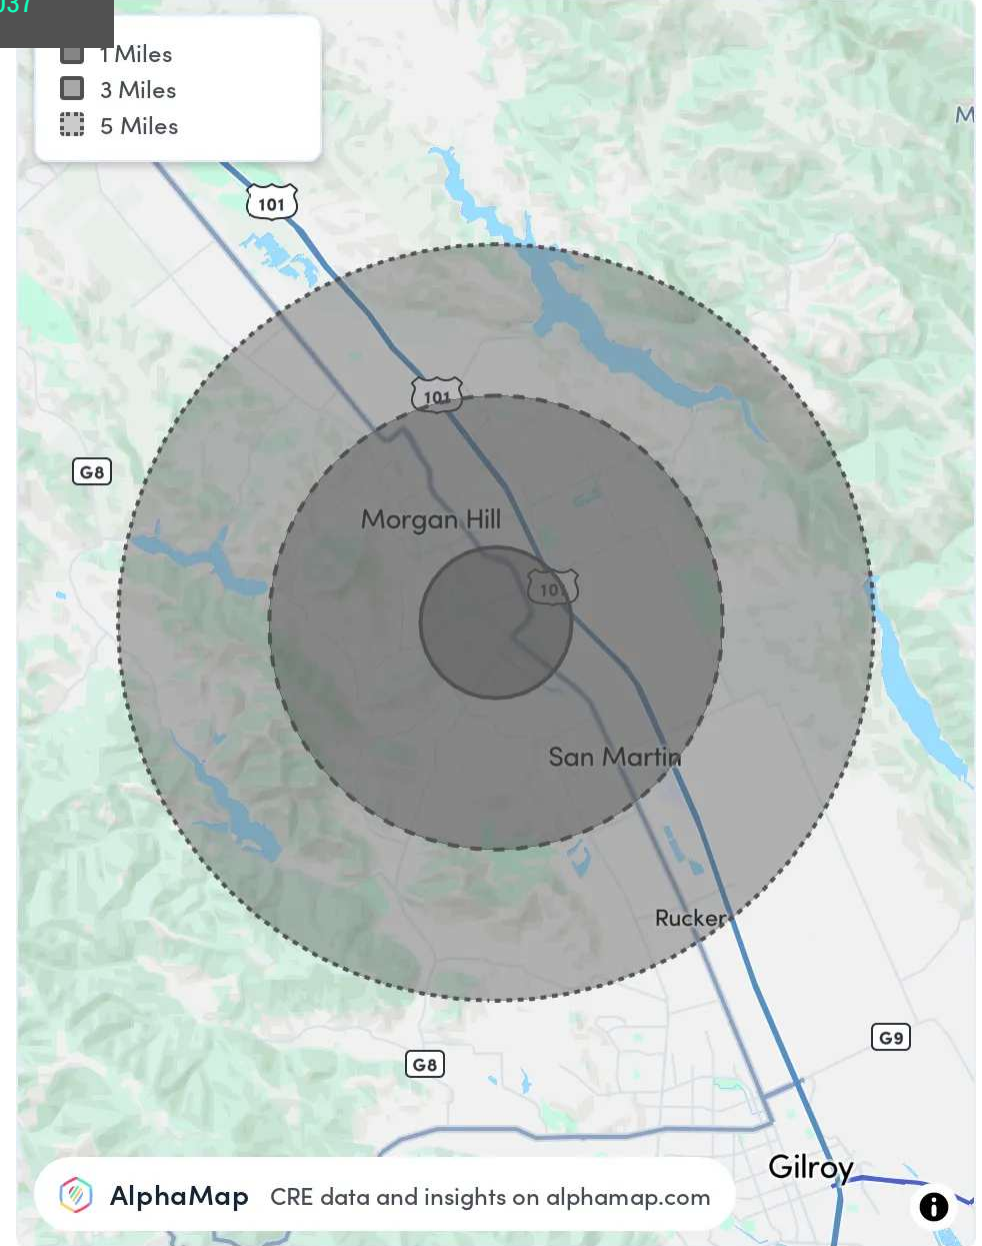 037
1 Miles
3 Miles
5 Miles
M
101
101
G8
Morgan Hill
101
San Martin
Rucker
G9
G8
Gilroy
AlphaMap CRE data and insights on alphamap.com